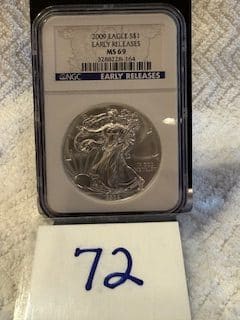 2009 EAGLE S$1
EARLY RELEASES
MS 69
3288228-164
NGC
EARLY RELEASES
72